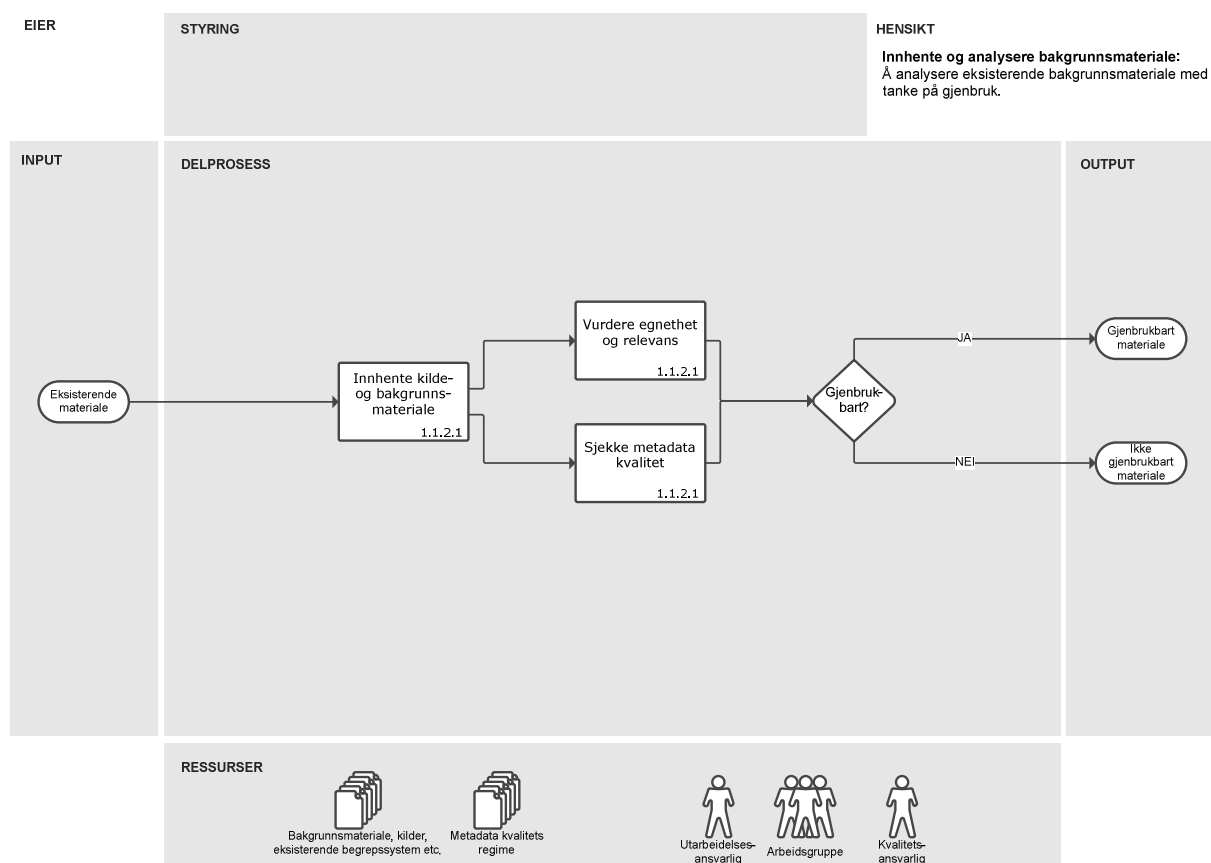 EIER
STYRING
HENSIKT
Innhente og analysere bakgrunnsmateriale:
Å analysere eksisterende bakgrunnsmateriale med
tanke på gjenbruk.
INPUT
DELPROSESS
OUTPUT
Eksisterende
materiale
Innhente kilde-
og bakgrunns-
materiale
1.1.2.1
Vurdere egnethet
og relevans
1.1.2.1
Sjekke metadata
kvalitet
1.1.2.1
Gjenbruk-
bart?
JA
NEI
Gjenbrukbart
materiale
Ikke
gjenbrukbart
materiale
RESSURSER
Bakgrunnsmateriale, kilder,
eksisterende begrepssystem etc.
Metadata kvalitets
regime
Utarbeidelses-
ansvarlig
Arbeidsgruppe
Kvalitets-
ansvarlig